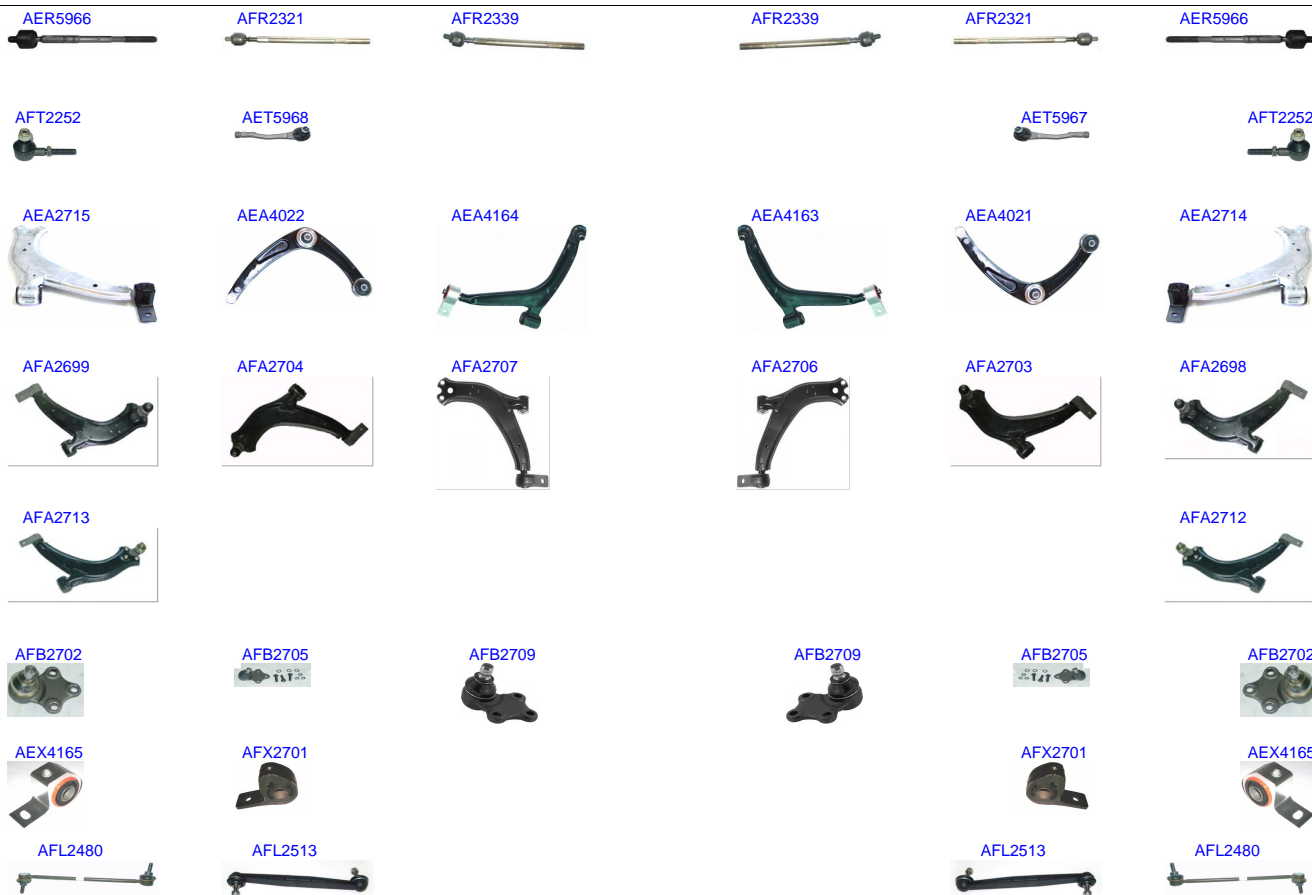 AER5966 AFR2321 AFR2339 AFR2339 AFR2321 AER5966
AFT2252 AET5968 AET5967 AFT2252
AEA2715 AEA4022 AEA4164 AEA4163 AEA4021 AEA2714
AFA2699 AFA2704 AFA2707 AFA2706 AFA2703 AFA2698
AFA2713 AFA2712
AFB2702 AFB2705 AFB2709 AFB2709 AFB2705 AFB2702
AEX4165 AFX2701 AFX2701 AEX4165
AFL2480 AFL2513 AFL2513 AFL2480